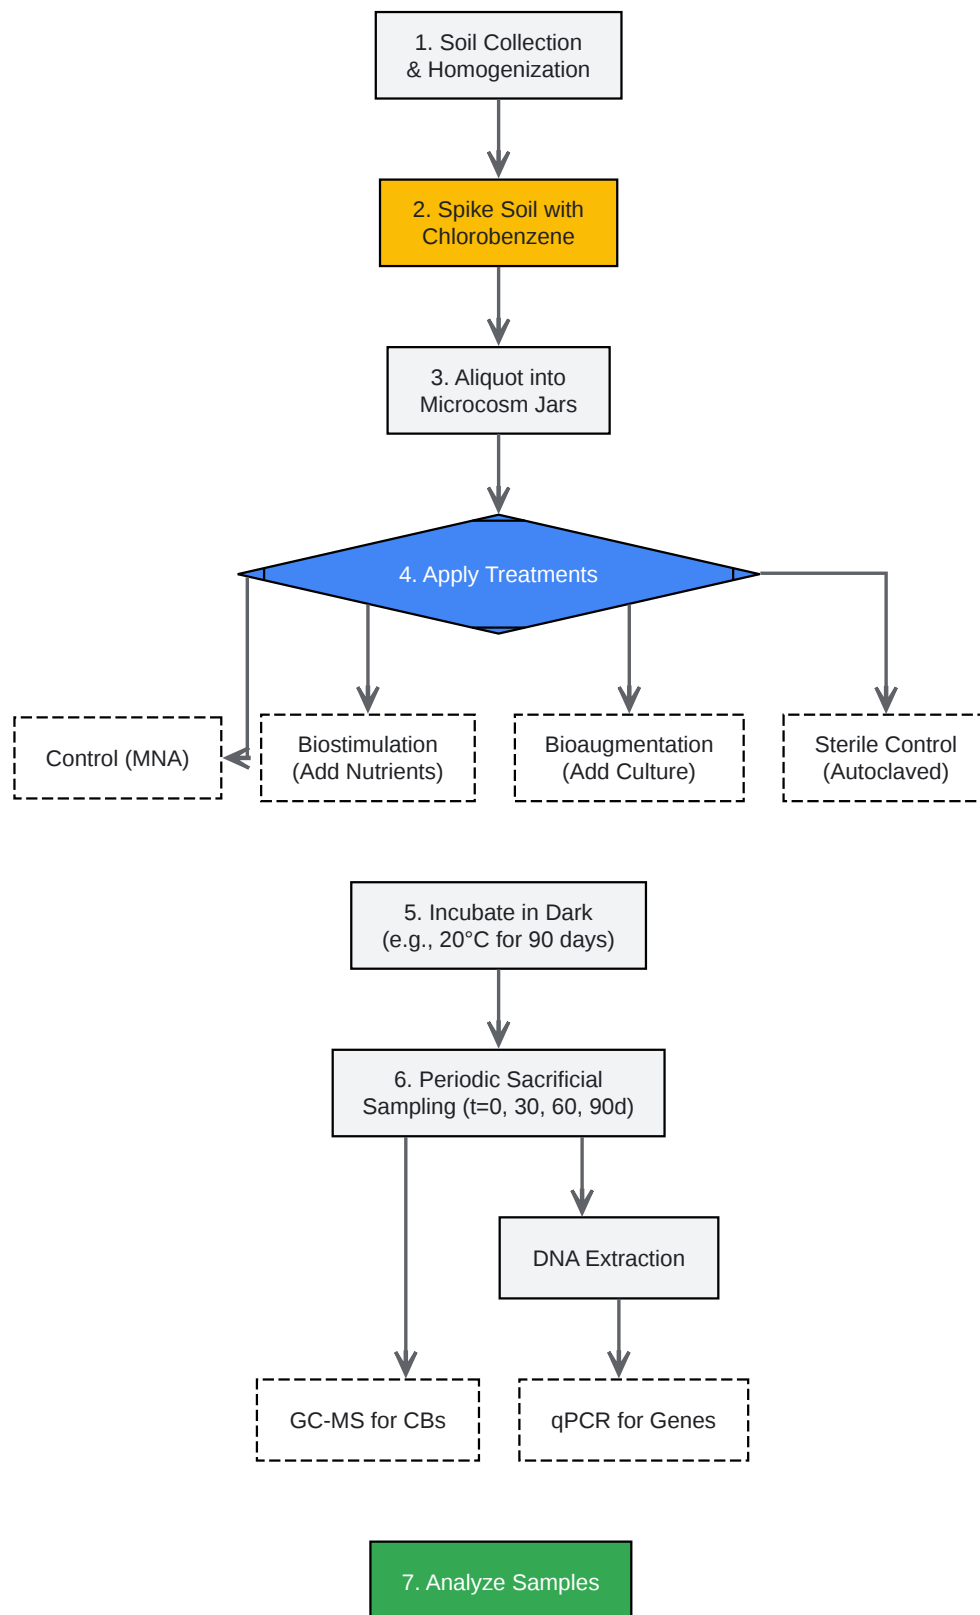 1. Soil Collection
& Homogenization
2. Spike Soil with
Chlorobenzene
3. Aliquot into
Microcosm Jars
4. Apply Treatments
Control (MNA)
Biostimulation
(Add Nutrients)
Bioaugmentation
(Add Culture)
Sterile Control
(Autoclaved)
5. Incubate in Dark
(e.g., 20°C for 90 days)
6. Periodic Sacrificial
Sampling (t=0, 30, 60, 90d)
DNA Extraction
GC-MS for CBs
qPCR for Genes
7. Analyze Samples